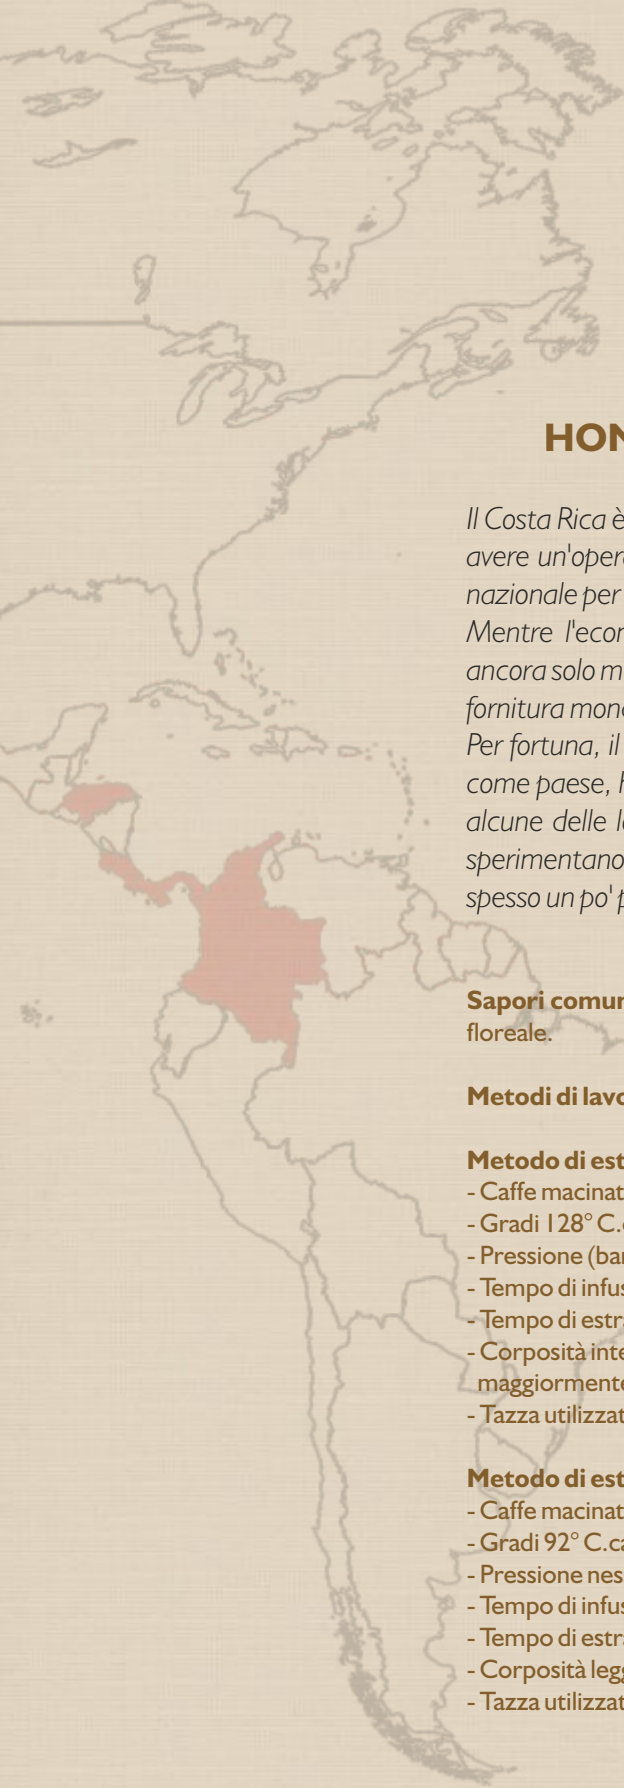 HON
Il Costa Rica è
avere un'oper
nazionale per
Mentre l'econ
ancora solo m
fornitura mon
Per fortuna, il
come paese,
alcune delle l
sperimentano
spesso un po' p
Sapori comun
floreale.
Metodi di lavo
Metodo di est
- Caffe macinat
- Gradi 128° C.
- Pressione (bar
- Tempo di infus
- Tempo di estra
- Corposità inte
maggiormente
- Tazza utilizzat
Metodo di est
- Caffe macinat
- Gradi 92° C.ca
- Pressione nes
- Tempo di infus
- Tempo di estra
- Corposità legg
- Tazza utilizzat